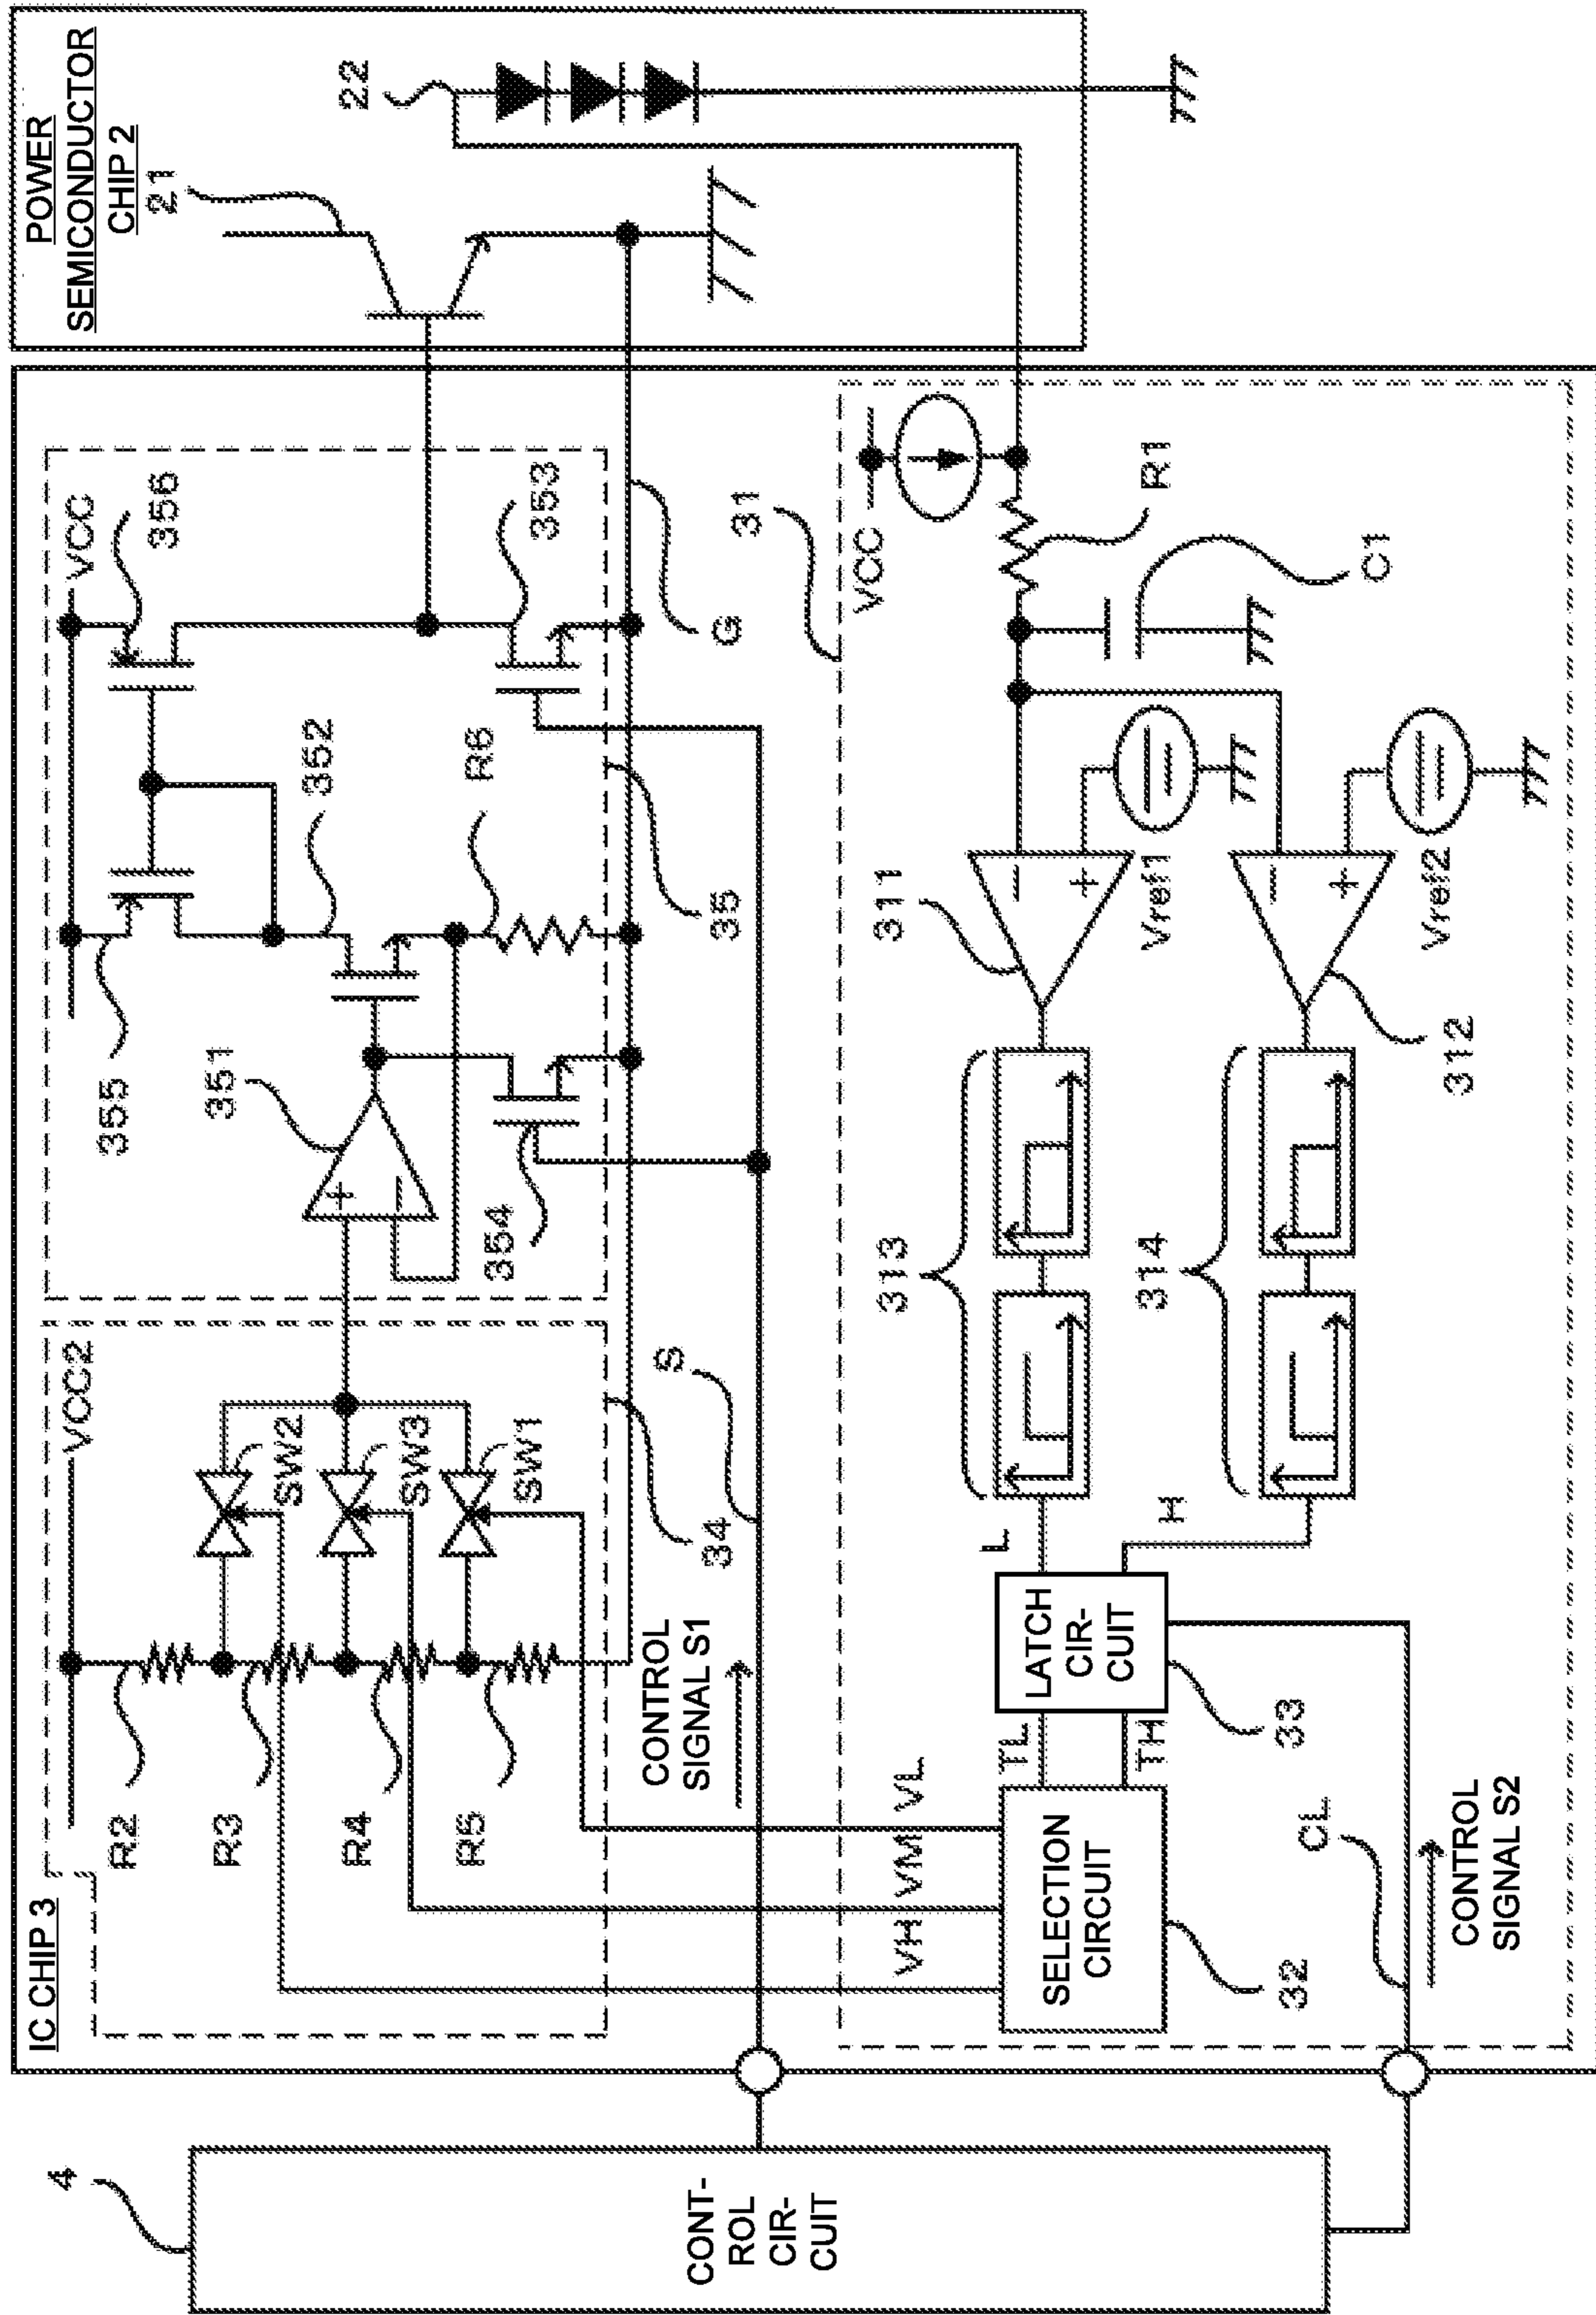 IC CHIP 3
POWER
SEMICONDUCTOR
CHIP 2
21
22
VCC2
R2
R3
R4
R5
SW2
SW3
SW1
34
VCC
355
356
351
352
353
354
R6
35
G
S
CONTROL
SIGNAL S1
4
CONT-
ROL
CIR-
CUIT
VH
VM
VL
SELECTION
CIRCUIT
32
TL
TH
LATCH
CIR-
CUIT
33
L
H
313
314
311
312
+
−
+
−
+
−
Vref1
Vref2
31
VCC
R1
C1
CL
CONTROL
SIGNAL S2